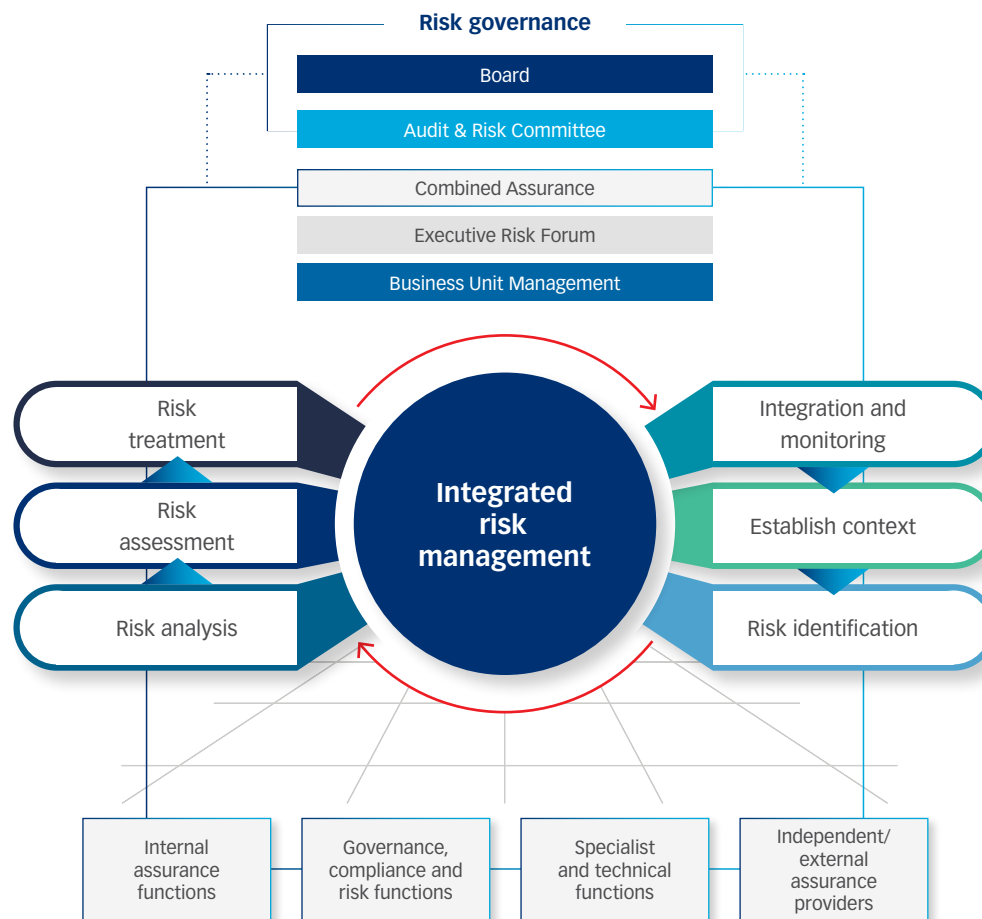 Risk governance
Board
Audit & Risk Committee
Combined Assurance
Executive Risk Forum
Business Unit Management
Risk
treatment
Risk
assessment
Risk analysis
Integrated
risk
management
Integration and
monitoring
Establish context
Risk identification
Internal
assurance
functions
Governance,
compliance and
risk functions
Specialist
and technical
functions
Independent/
external
assurance
providers